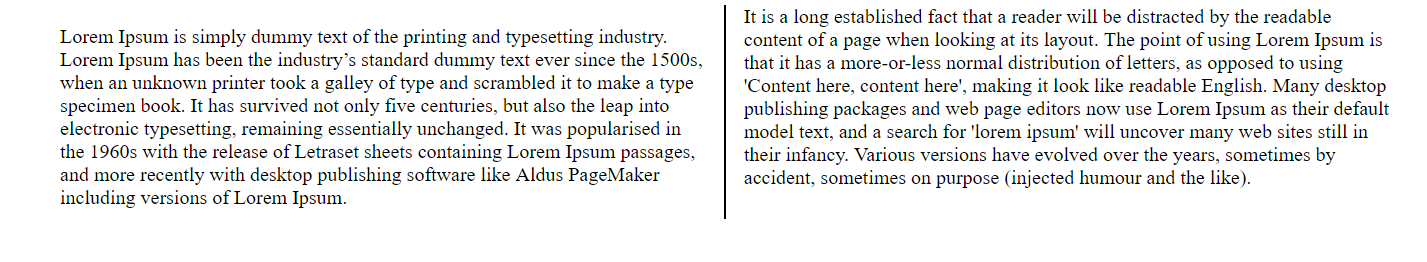 Lorem Ipsum is simply dummy text of the printing and typesetting industry.
Lorem Ipsum has been the industry’s standard dummy text ever since the 1500s,
when an unknown printer took a galley of type and scrambled it to make a type
specimen book. It has survived not only five centuries, but also the leap into
electronic typesetting, remaining essentially unchanged. It was popularised in
the 1960s with the release of Letraset sheets containing Lorem Ipsum passages,
and more recently with desktop publishing software like Aldus PageMaker
including versions of Lorem Ipsum.
It is a long established fact that a reader will be distracted by the readable
content of a page when looking at its layout. The point of using Lorem Ipsum is
that it has a more-or-less normal distribution of letters, as opposed to using
'Content here, content here', making it look like readable English. Many desktop
publishing packages and web page editors now use Lorem Ipsum as their default
model text, and a search for 'lorem ipsum' will uncover many web sites still in
their infancy. Various versions have evolved over the years, sometimes by
accident, sometimes on purpose (injected humour and the like).